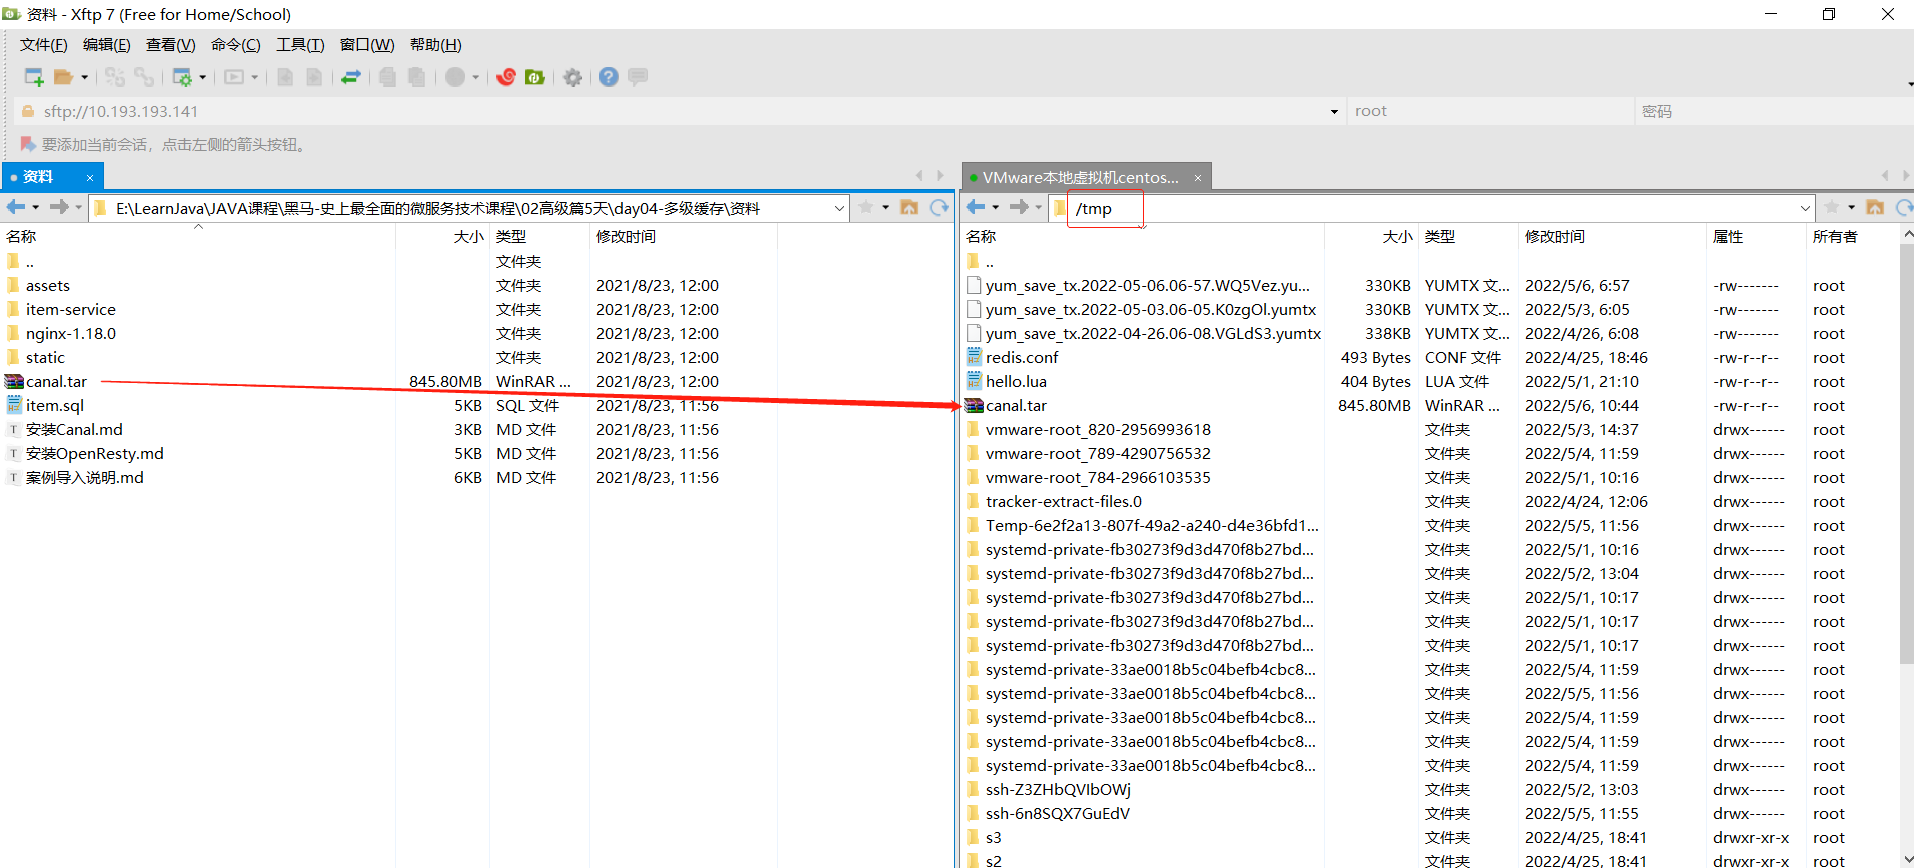 资料 - Xftp 7 (Free for Home/School)
文件(F) 编辑(E) 查看(V) 命令(C) 工具(T) 窗口(W) 帮助(H)
sftp://10.193.193.141 root 密码
要添加当前会话，点击左侧的箭头按钮。
资料 ×
E:\LearnJava\JAVA课程\黑马-史上最全面的微服务技术课程\02高级篇5天\day04-多级缓存\资料
名称 大小 类型 修改时间
.. 文件夹
assets 文件夹 2021/8/23, 12:00
item-service 文件夹 2021/8/23, 12:00
nginx-1.18.0 文件夹 2021/8/23, 12:00
static 文件夹 2021/8/23, 12:00
canal.tar 845.80MB WinRAR ... 2021/8/23, 12:00
item.sql 5KB SQL 文件 2021/8/23, 11:56
安装Canal.md 3KB MD 文件 2021/8/23, 11:56
安装OpenResty.md 5KB MD 文件 2021/8/23, 11:56
案例导入说明.md 6KB MD 文件 2021/8/23, 11:56
VMware本地虚拟机centos... ×
/tmp
名称 大小 类型 修改时间 属性 所有者
.. 文件夹
yum_save_tx.2022-05-06.06-57.WQ5Vez.yu... 330KB YUMTX 文... 2022/5/6, 6:57 -rw------- root
yum_save_tx.2022-05-03.06-05.K0zgOl.yumtx 330KB YUMTX 文... 2022/5/3, 6:05 -rw------- root
yum_save_tx.2022-04-26.06-08.VGLdS3.yumtx 338KB YUMTX 文... 2022/4/26, 6:08 -rw------- root
redis.conf 493 Bytes CONF 文件 2022/4/25, 18:46 -rw-r--r-- root
hello.lua 404 Bytes LUA 文件 2022/5/1, 21:10 -rw-r--r-- root
canal.tar 845.80MB WinRAR ... 2022/5/6, 10:44 -rw-r--r-- root
vmware-root_820-2956993618 文件夹 2022/5/3, 14:37 drwx------ root
vmware-root_789-4290756532 文件夹 2022/5/4, 11:59 drwx------ root
vmware-root_784-2966103535 文件夹 2022/5/1, 10:16 drwx------ root
tracker-extract-files.0 文件夹 2022/4/24, 12:06 drwx------ root
Temp-6e2f2a13-807f-49a2-a240-d4e36bfd1... 文件夹 2022/5/5, 11:56 drwx------ root
systemd-private-fb30273f9d3d470f8b27bd... 文件夹 2022/5/1, 10:16 drwx------ root
systemd-private-fb30273f9d3d470f8b27bd... 文件夹 2022/5/2, 13:04 drwx------ root
systemd-private-fb30273f9d3d470f8b27bd... 文件夹 2022/5/1, 10:17 drwx------ root
systemd-private-fb30273f9d3d470f8b27bd... 文件夹 2022/5/1, 10:17 drwx------ root
systemd-private-fb30273f9d3d470f8b27bd... 文件夹 2022/5/1, 10:17 drwx------ root
systemd-private-33ae0018b5c04befb4cbc8... 文件夹 2022/5/4, 11:59 drwx------ root
systemd-private-33ae0018b5c04befb4cbc8... 文件夹 2022/5/5, 11:56 drwx------ root
systemd-private-33ae0018b5c04befb4cbc8... 文件夹 2022/5/4, 11:59 drwx------ root
systemd-private-33ae0018b5c04befb4cbc8... 文件夹 2022/5/4, 11:59 drwx------ root
systemd-private-33ae0018b5c04befb4cbc8... 文件夹 2022/5/4, 11:59 drwx------ root
ssh-Z3ZHbQVIbOWj 文件夹 2022/5/2, 13:03 drwx------ root
ssh-6n8SQX7GuEdV 文件夹 2022/5/5, 11:55 drwx------ root
s3 文件夹 2022/4/25, 18:41 drwxr-xr-x root
s2 文件夹 2022/4/25, 18:41 drwxr-xr-x root